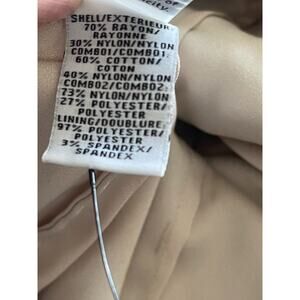 acity.
SHELL/EXTERIEUR
70% RAYON/
RAYONNE
30% NYLON/NYLON
COMBO1/COMBO1:
60% COTTON/
COTON
40% NYLON/NYLON
COMBO2/COMBO2:
73% NYLON/NYLON
27% POLYESTER/
POLYESTER
LINING/DOUBLURE:
97% POLYESTER/
POLYESTER
3% SPANDEX/
SPANDEX